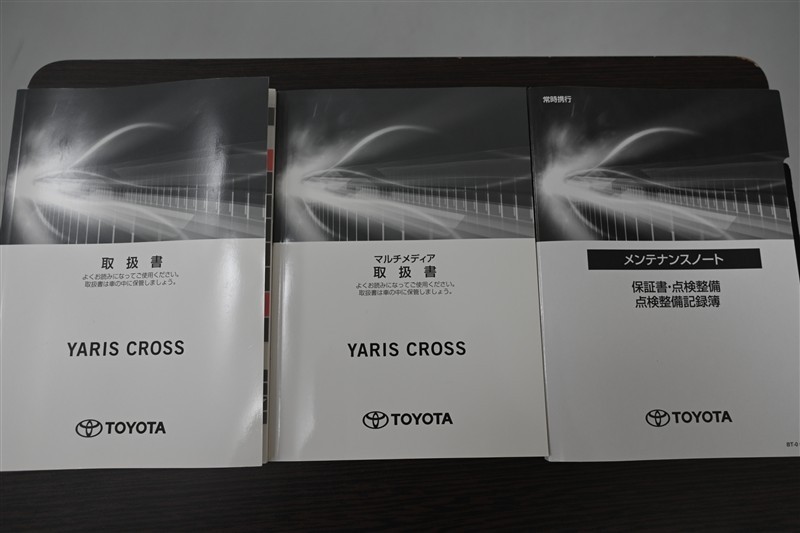 取扱書
よくお読みになってご使用ください。
取扱書は車の中に保管しましょう。
YARIS CROSS
TOYOTA
マルチメディア
取扱書
よくお読みになってご使用ください。
取扱書は車の中に保管しましょう。
YARIS CROSS
TOYOTA
常時携行
メンテナンスノート
保証書・点検整備
点検整備記録簿
TOYOTA